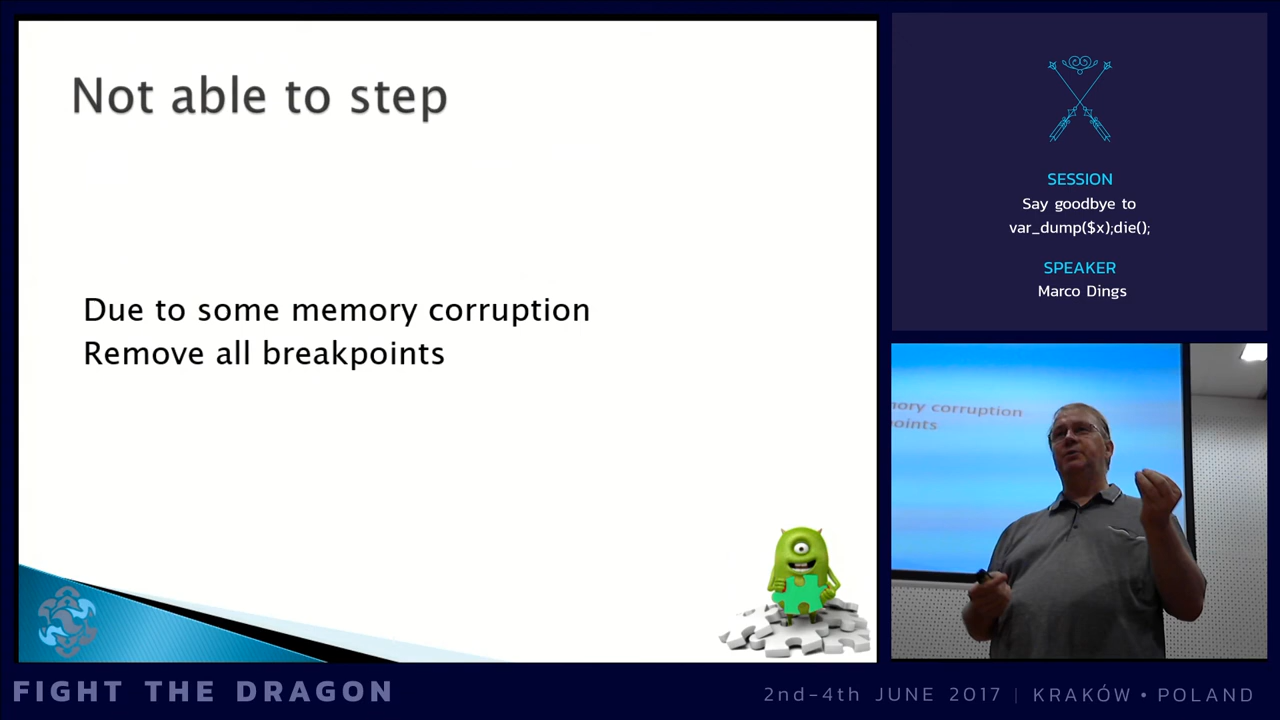 Not able to step
Due to some memory corruption
Remove all breakpoints
SESSION
Say goodbye to
var_dump($x);die();
SPEAKER
Marco Dings
corruption
FIGHT THE DRAGON
2nd-4th JUNE 2017 | KRAKÓW • POLAND